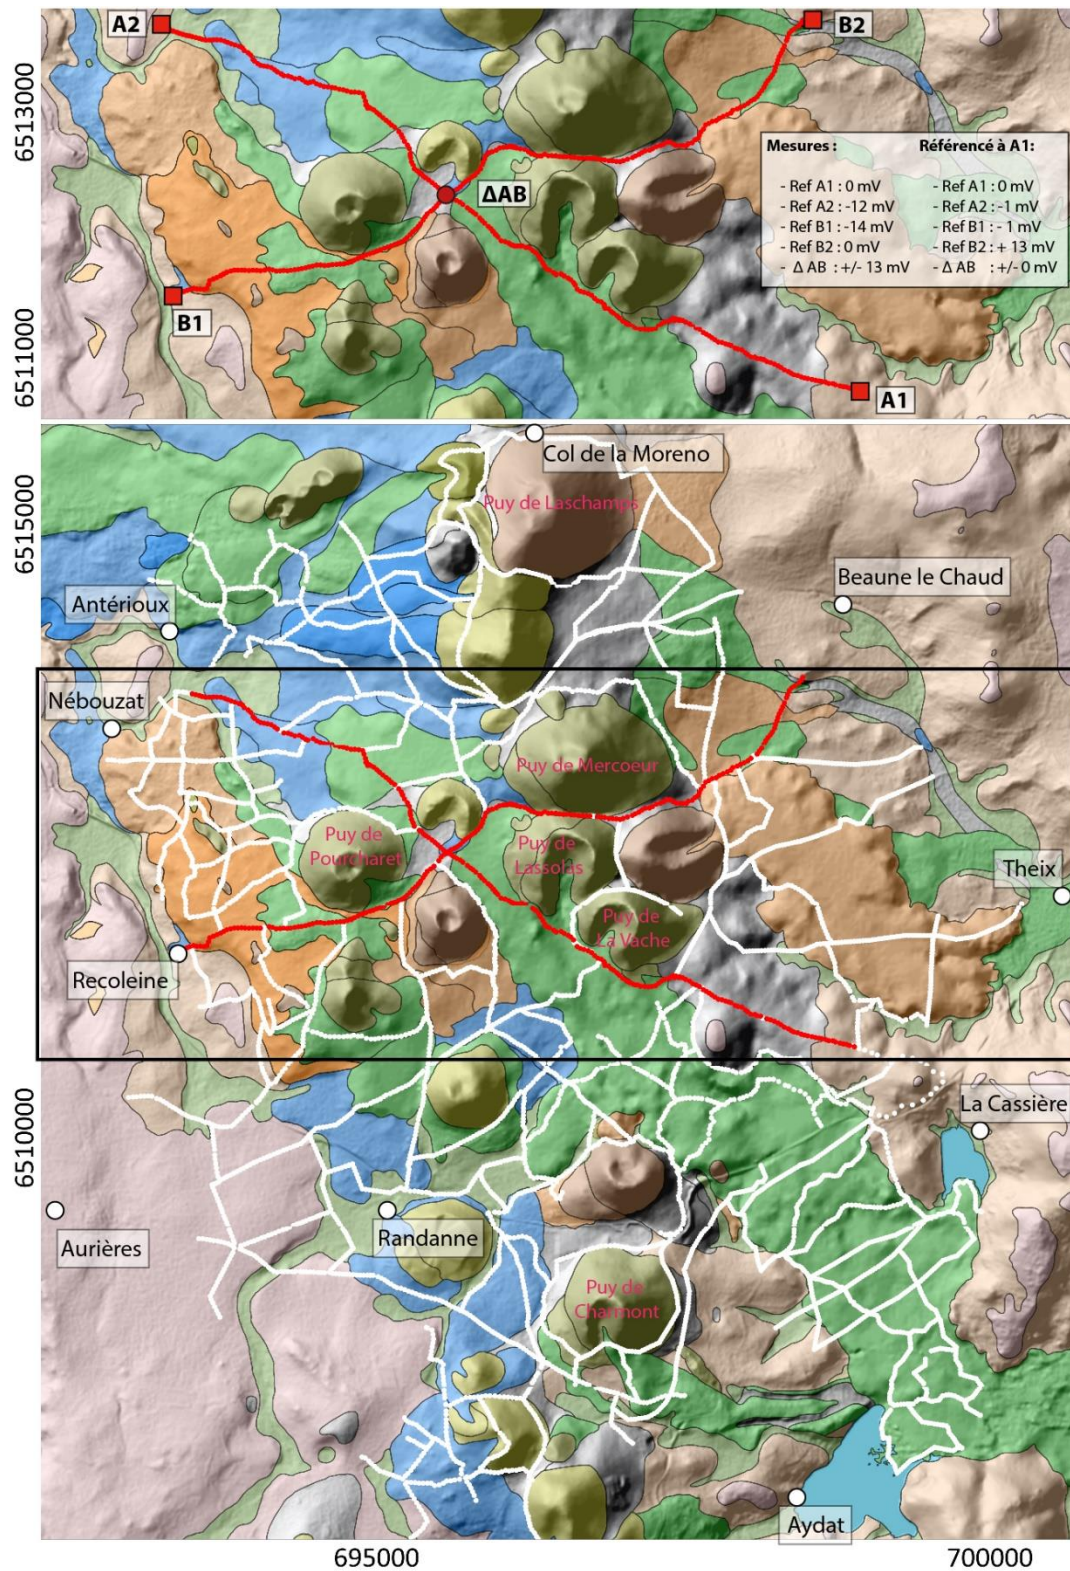 A2
B2
6513000
Mesures :
Référencé à A1:
- Ref A1 : 0 mV
- Ref A1 : 0 mV
- Ref A2 : -12 mV
- Ref A2 : -1 mV
- Ref B1 : -14 mV
- Ref B1 : - 1 mV
- Ref B2 : 0 mV
- Ref B2 : + 13 mV
- Δ AB : +/- 13 mV
- Δ AB : +/- 0 mV
ΔAB
B1
6511000
A1
Col de la Moreno
6515000
Puy de Laschamps
Beaune le Chaud
Antérioux
Nébouzat
Puy de Mercoeur
Puy de
Pourcharet
Puy de
Lassolas
Theix
Puy de
La Vache
Recoleine
La Cassière
6510000
Aurières
Randanne
Puy de
Charmont
Aydat
695000
700000